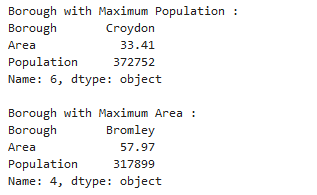 Borough with Maximum Population :
Borough       Croydon
Area            33.41
Population     372752
Name: 6, dtype: object

Borough with Maximum Area :
Borough       Bromley
Area            57.97
Population     317899
Name: 4, dtype: object